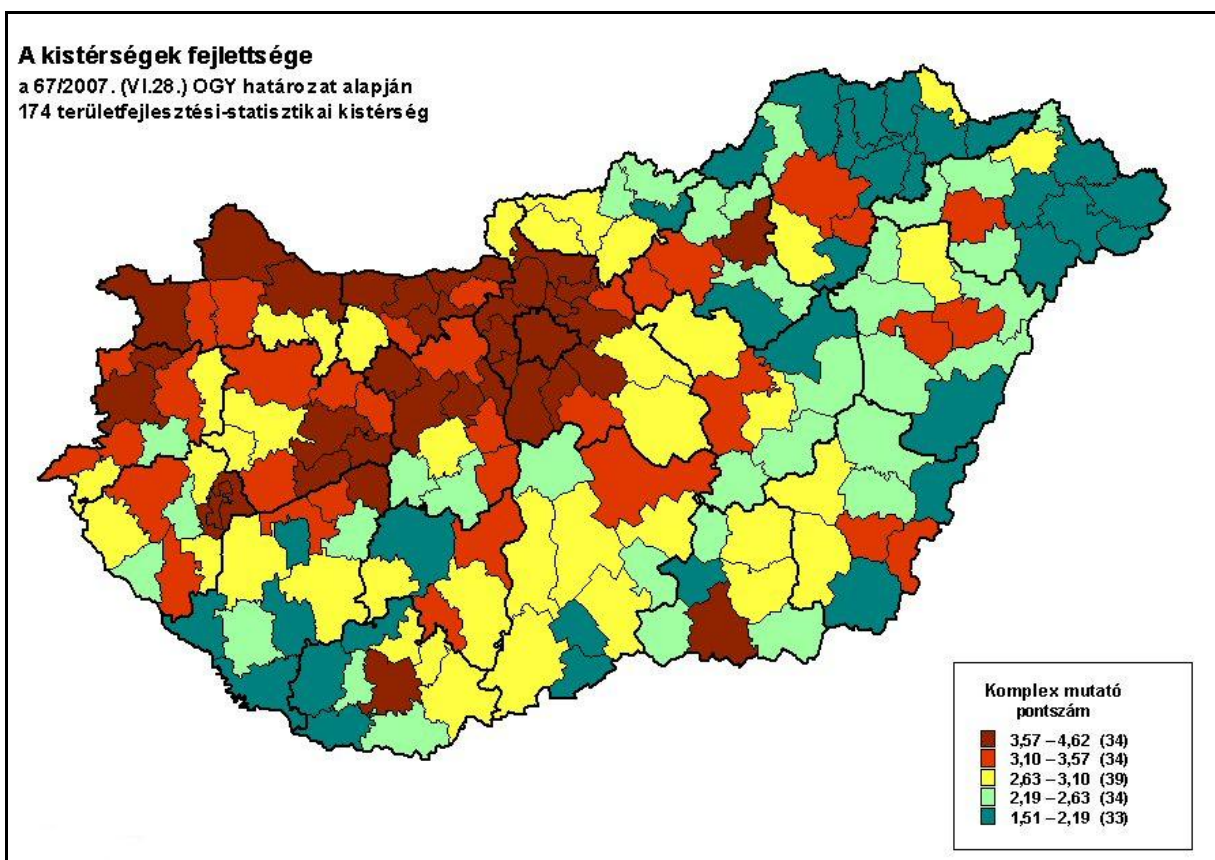 A kistérségek fejlettsége
a 67/2007. (VI.28.) OGY határozat alapján
174 területfejlesztési-statisztikai kistérség
Komplex mutató
pontszám
3,57 – 4,62 (34)
3,10 – 3,57 (34)
2,63 – 3,10 (39)
2,19 – 2,63 (34)
1,51 – 2,19 (33)